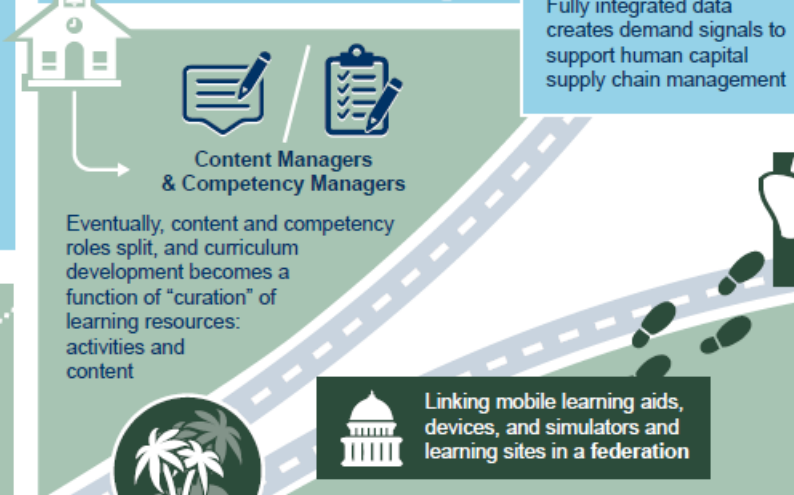 Fully integrated data
creates demand signals to
support human capital
supply chain management
Content Managers
& Competency Managers
Eventually, content and competency
roles split, and curriculum
development becomes a
function of “curation” of
learning resources:
activities and
content
Linking mobile learning aids,
devices, and simulators and
learning sites in a federation